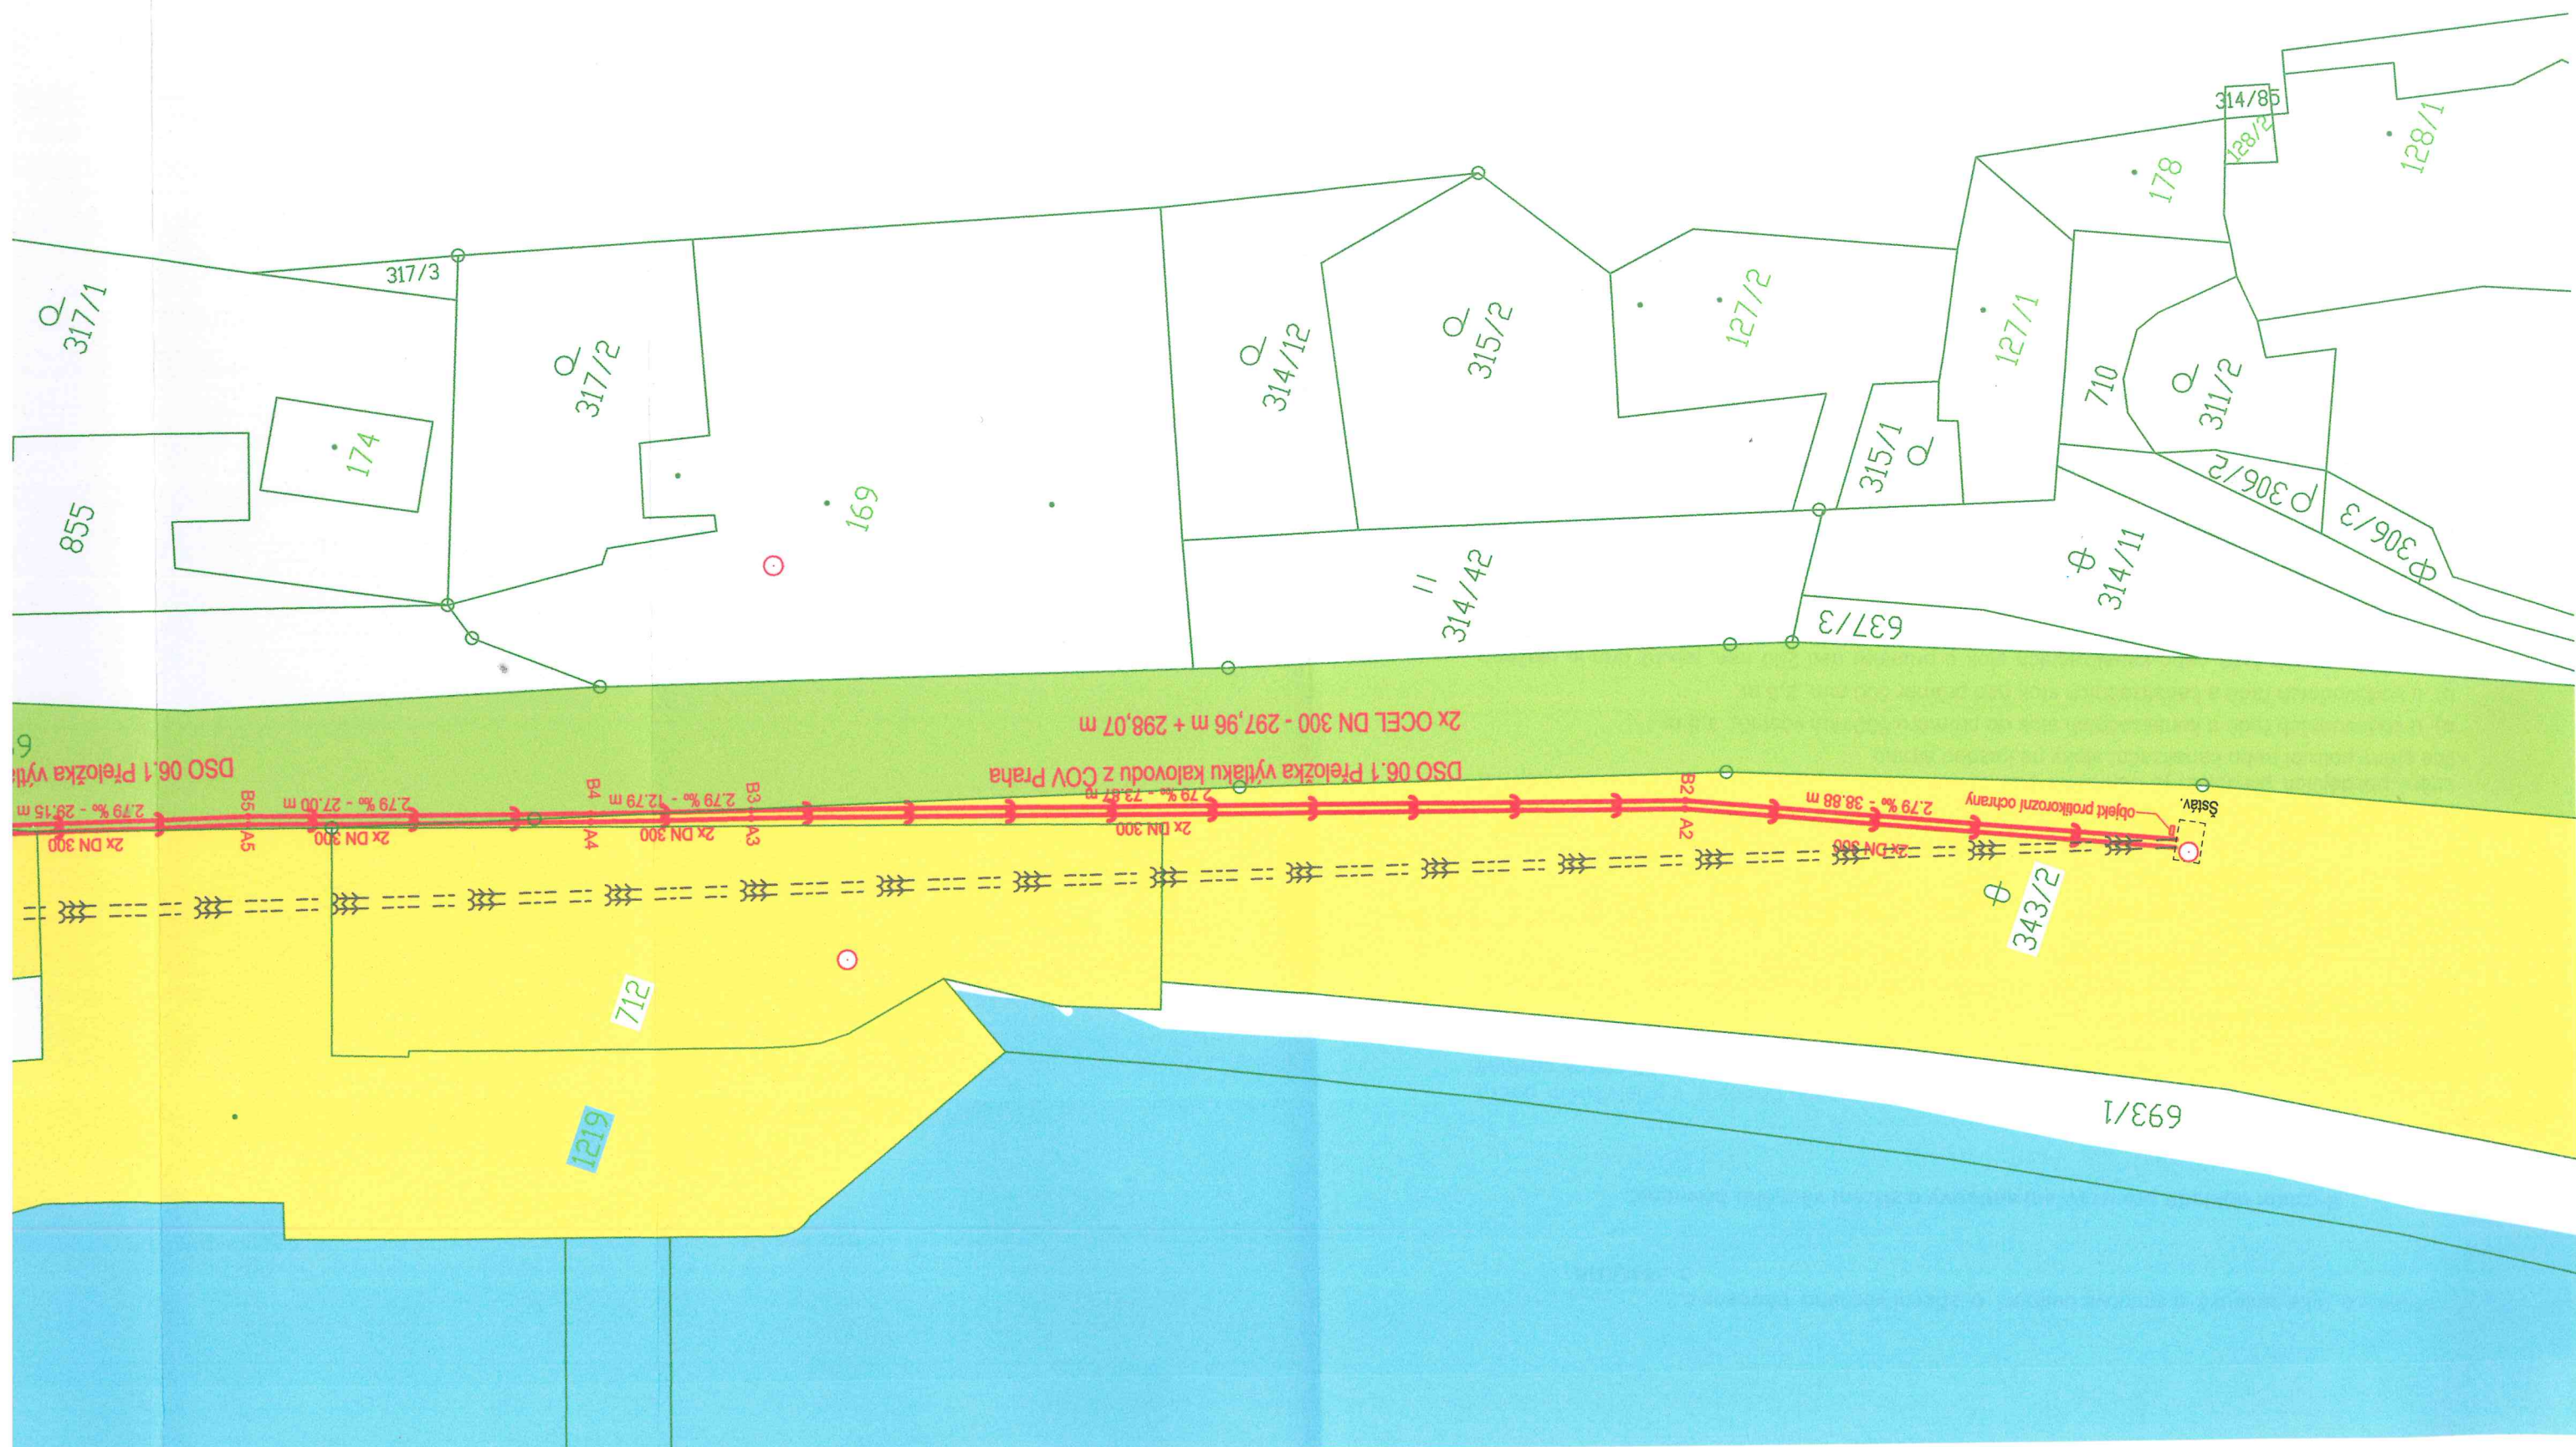 314/85
128/2
128/1
178
317/3
317/1
317/2
127/2
127/1
315/2
314/12
710
311/2
174
315/1
855
169
306/2
306/3
314/42
314/11
637/3
2x OCEL DN 300 - 297,96 m + 298,07 m
DSO 06.1 Přeložka výtlaku kalovodu z ČOV Praha
DSO 06.1 Přeložka výtla
2.79 ‰ - 29.15 m
2x DN 300
B5
A5
2.79 ‰ - 27.00 m
2x DN 300
B4
A4
2.79 ‰ - 12.79 m
2x DN 300
B3
A3
2.79 ‰ - 73.67 m
2x DN 300
B2
A2
2.79 ‰ - 38.88 m
2x DN 300
objekt protikorozní ochrany
Šstáv.
343/2
712
1219
693/1